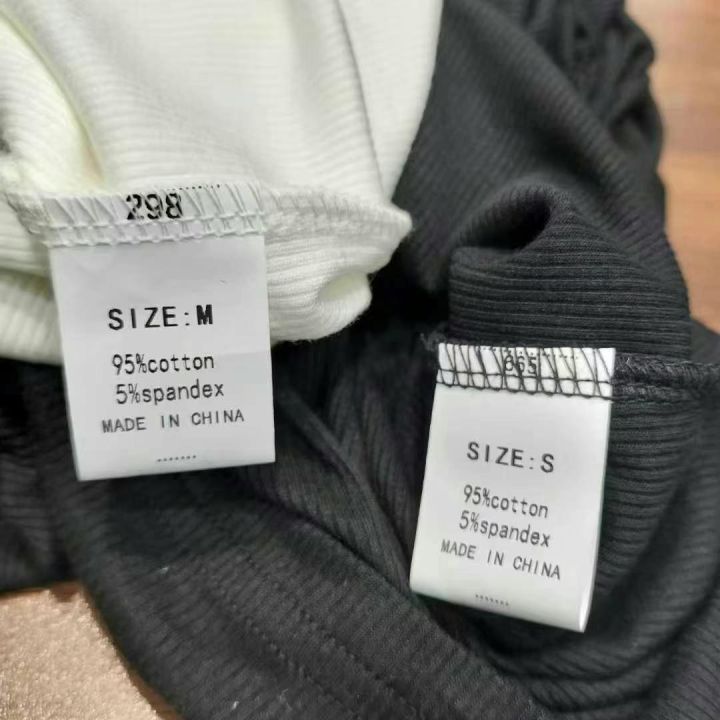 298
SIZE:M
95%cotton
5%spandex
MADE IN CHINA
SIZE:S
95%cotton
5%spandex
MADE IN CHINA